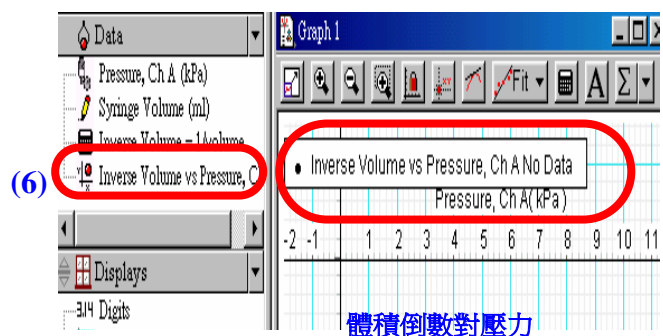 Data
Pressure, Ch A (kPa)
Syringe Volume (ml)
Inverse Volume = 1/volume
(6)
Inverse Volume vs Pressure, C
Displays
3.14 Digits
Graph 1
Fit
A
Σ
Inverse Volume vs Pressure, Ch A No Data
Pressure, Ch A( kPa )
-2 -1 1 2 3 4 5 6 7 8 9 10 11
體積倒數對壓力